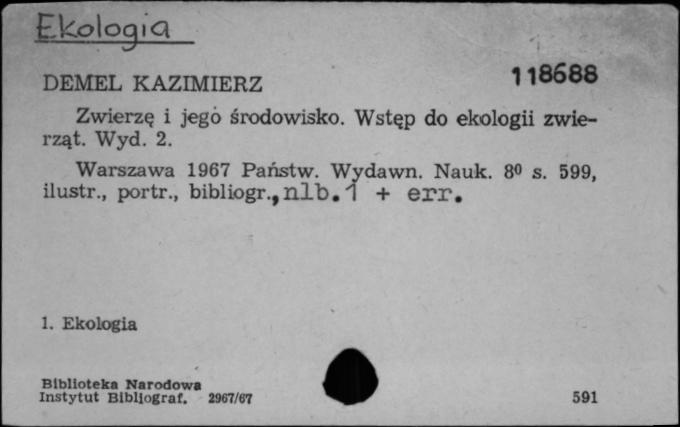 Ekologia
118688
DEMEL KAZIMIERZ
Zwierzę i jego środowisko. Wstęp do ekologii zwie-
rząt. Wyd. 2.
Warszawa 1967 Państw. Wydawn. Nauk. 8⁰ s. 599,
ilustr., portr., bibliogr., nlb. 1 + err.
1. Ekologia
Biblioteka Narodowa
Instytut Bibliograf. 2967/67
591